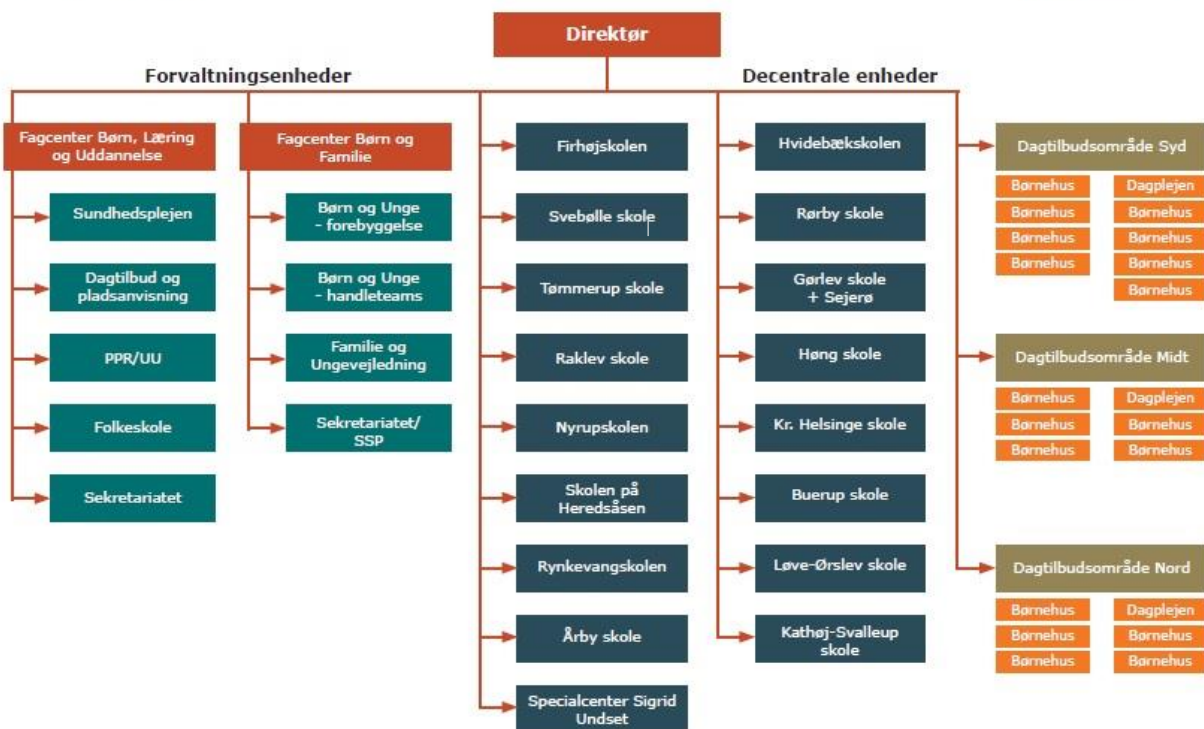 Direktør
Forvaltningsenheder
Decentrale enheder
Fagcenter Børn, Læring
og Uddannelse
Sundhedsplejen
Dagtilbud og
pladsanvisning
PPR/UU
Folkeskole
Sekretariatet
Fagcenter Børn og
Familie
Børn og Unge
- forebyggelse
Børn og Unge
- handleteams
Familie og
Ungevejledning
Sekretariatet/
SSP
Firhøjskolen
Svebølle skole
Tømmerup skole
Raklev skole
Nyrupskolen
Skolen på
Heredsåsen
Rynkevangskolen
Årby skole
Specialcenter Sigrid
Undset
Hvidebækskolen
Rørby skole
Gørlev skole
+ Sejerø
Høng skole
Kr. Helsinge skole
Buerup skole
Løve-Ørslev skole
Kathøj-Svalleup
skole
Dagtilbudsområde Syd
Børnehus Dagplejen
Børnehus Børnehus
Børnehus Børnehus
Børnehus Børnehus
Børnehus
Dagtilbudsområde Midt
Børnehus Dagplejen
Børnehus Børnehus
Børnehus Børnehus
Dagtilbudsområde Nord
Børnehus Dagplejen
Børnehus Børnehus
Børnehus Børnehus